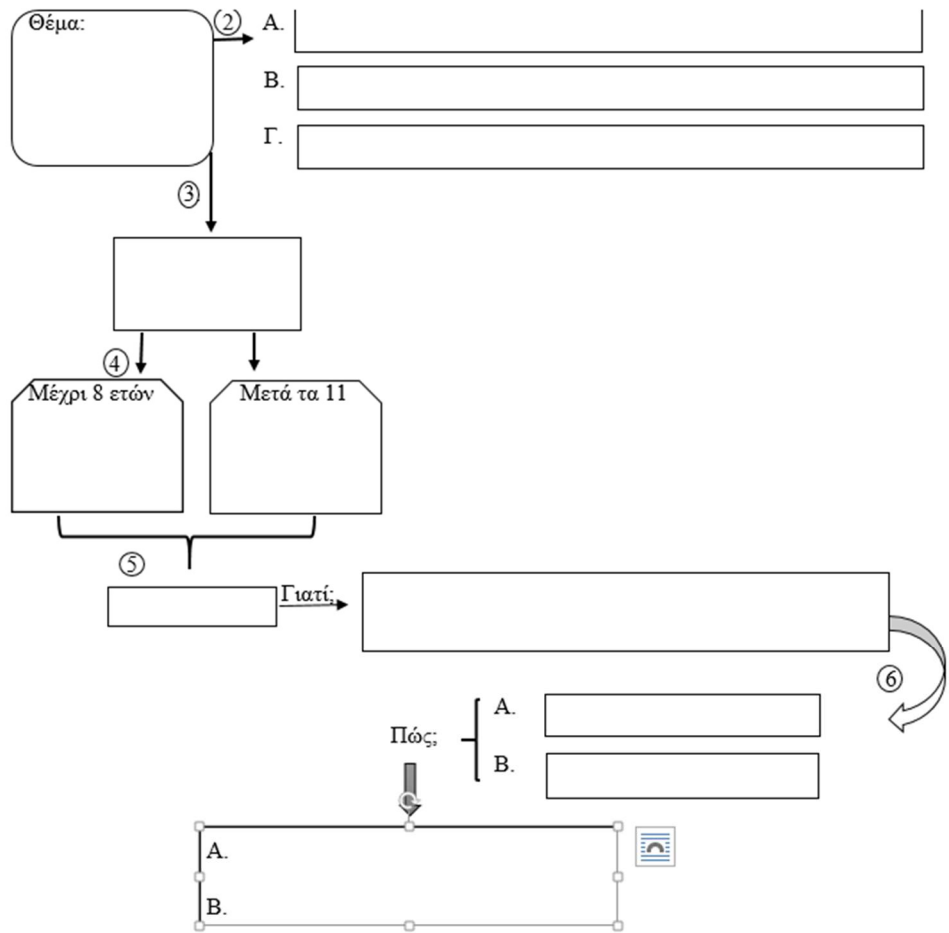 Θέμα:
②
Α.
Β.
Γ.
③
④
Μέχρι 8 ετών
Μετά τα 11
⑤
Γιατί;
⑥
Πώς;
Α.
Β.
Α.
Β.